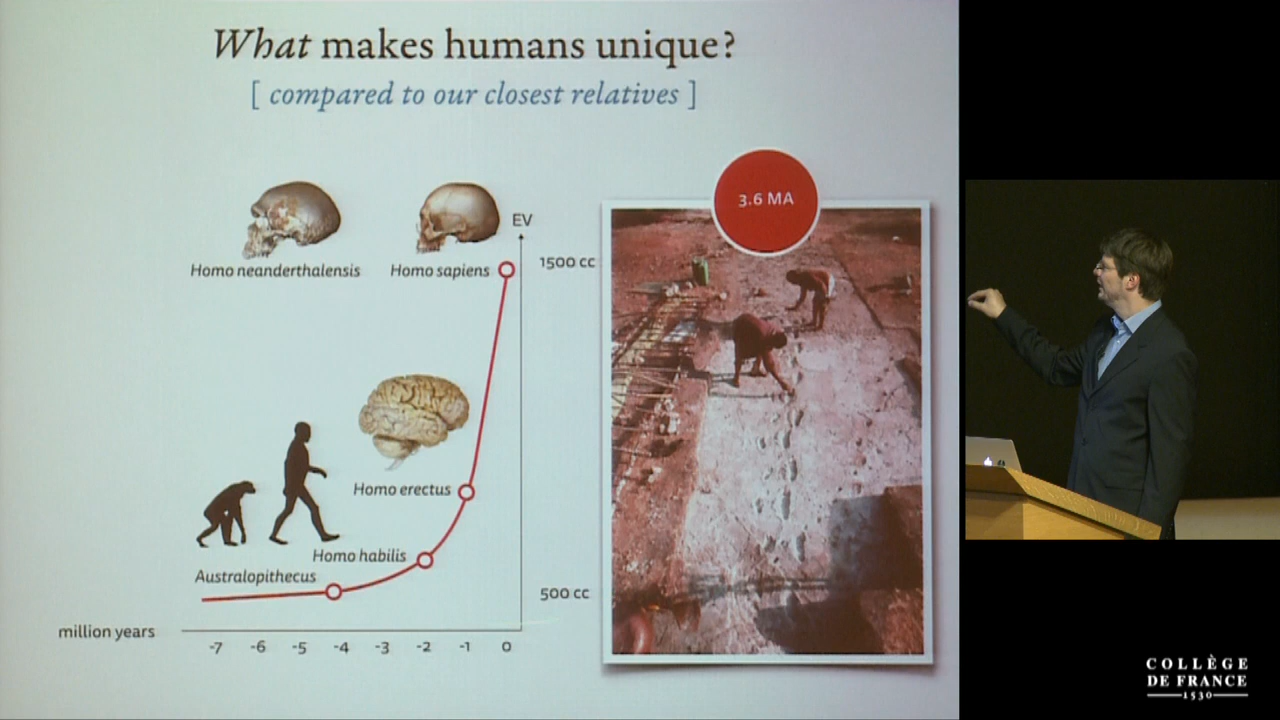 What makes humans unique?
[ compared to our closest relatives ]
3.6 MA
EV
Homo neanderthalensis
Homo sapiens
1500 cc
Homo erectus
Homo habilis
Australopithecus
500 cc
million years
-7 -6 -5 -4 -3 -2 -1 0
COLLÈGE
DE FRANCE
1530